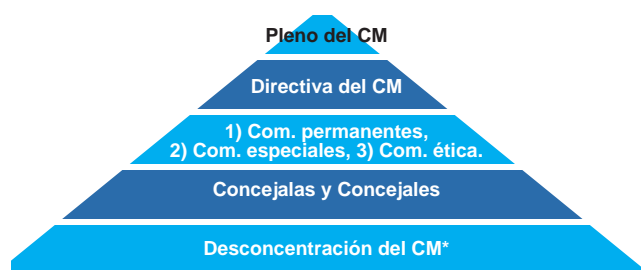 Pleno del CM
Directiva del CM
1) Com. permanentes,
2) Com. especiales, 3) Com. ética.
Concejalas y Concejales
Desconcentración del CM*